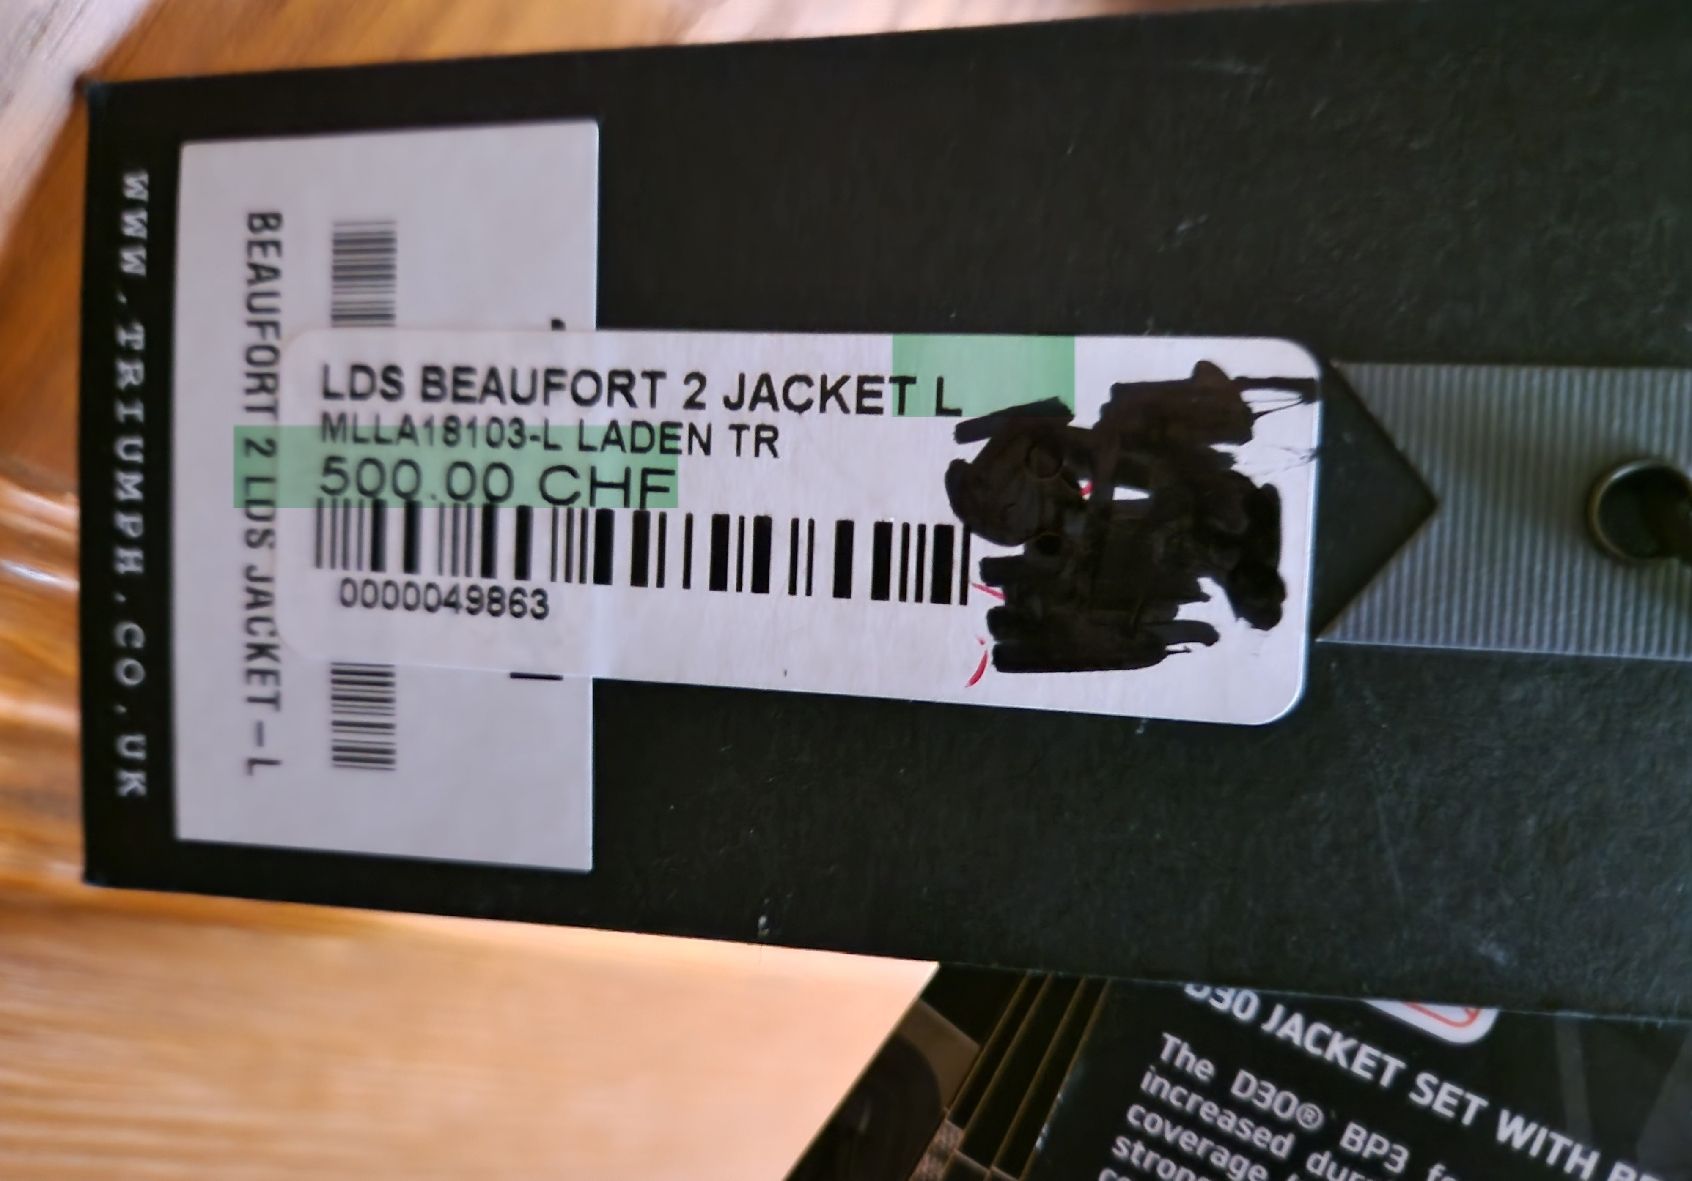 WWW.TRIUMPH.CO.UK
BEAUFORT 2 LDS JACKET-L
LDS BEAUFORT 2 JACKET L
MLLA18103-L LADEN TR
500.00 CHF
0000049863
D30 JACKET SET WITH
The D3O® BP3
increased
coverage